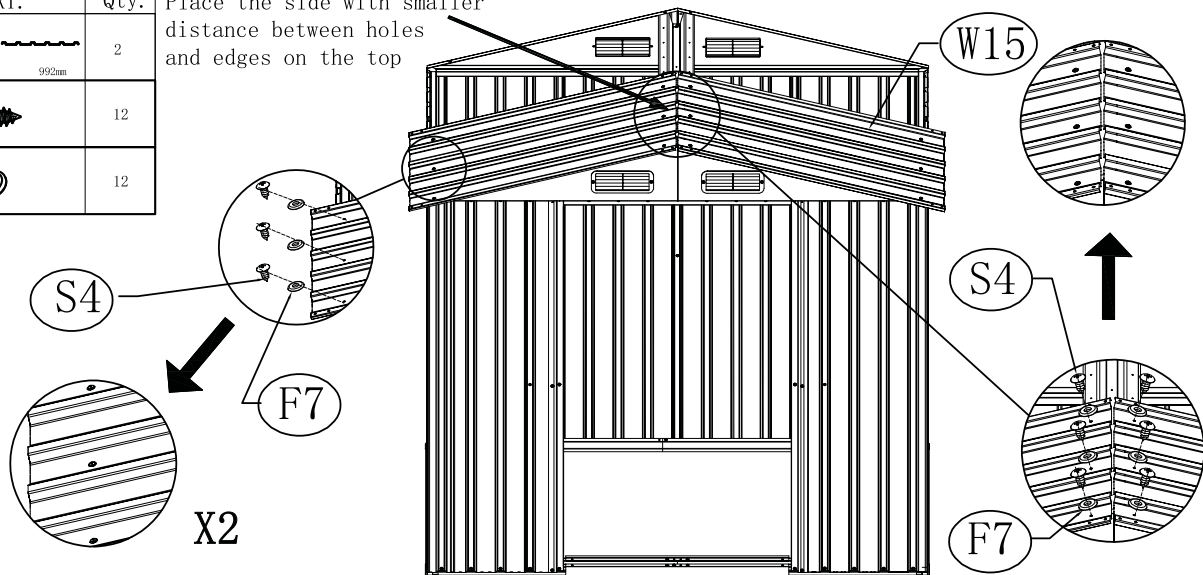 Qty.
2
992mm
12
12
Place the side with smaller
distance between holes
and edges on the top
W15
S4
F7
X2
S4
F7